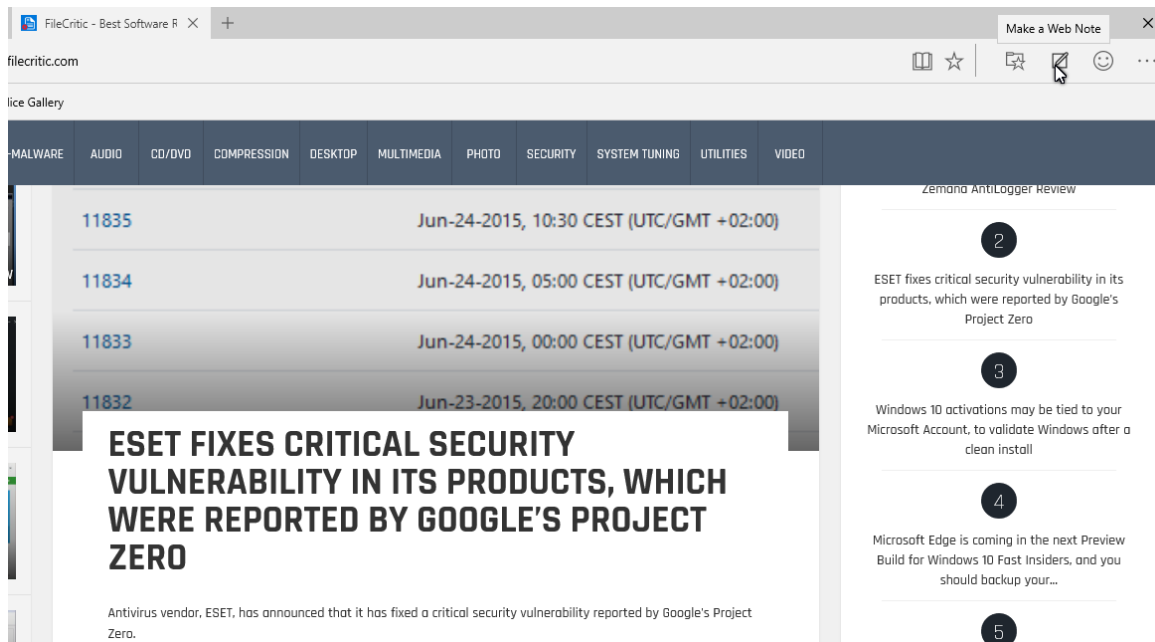 FileCritic - Best Software R
Make a Web Note
filecritic.com
lice Gallery
-MALWARE AUDIO CD/DVD COMPRESSION DESKTOP MULTIMEDIA PHOTO SECURITY SYSTEM TUNING UTILITIES VIDEO
11835 Jun-24-2015, 10:30 CEST (UTC/GMT +02:00)
11834 Jun-24-2015, 05:00 CEST (UTC/GMT +02:00)
11833 Jun-24-2015, 00:00 CEST (UTC/GMT +02:00)
11832 Jun-23-2015, 20:00 CEST (UTC/GMT +02:00)
ESET FIXES CRITICAL SECURITY
VULNERABILITY IN ITS PRODUCTS, WHICH
WERE REPORTED BY GOOGLE'S PROJECT
ZERO
Antivirus vendor, ESET, has announced that it has fixed a critical security vulnerability reported by Google's Project
Zero.
Zemana AntiLogger Review
2
ESET fixes critical security vulnerability in its
products, which were reported by Google's
Project Zero
3
Windows 10 activations may be tied to your
Microsoft Account, to validate Windows after a
clean install
4
Microsoft Edge is coming in the next Preview
Build for Windows 10 Fast Insiders, and you
should backup your...
5